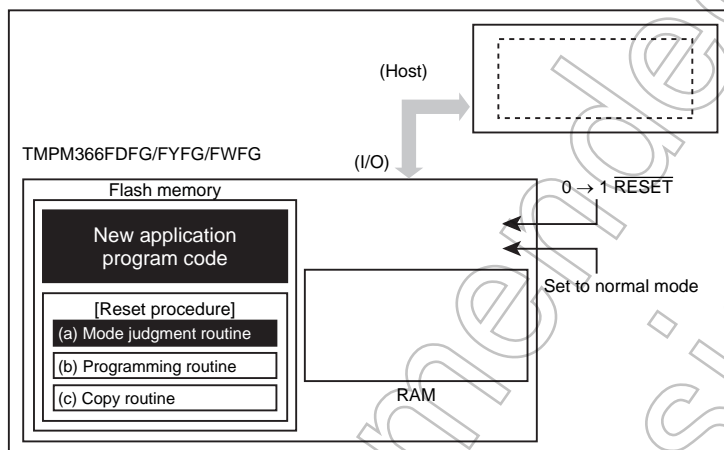 (Host)
TMPM366FDFG/FYFG/FWFG
(I/O)
Flash memory
0 → 1 RESET
New application
program code
Set to normal mode
[Reset procedure]
(a) Mode judgment routine
(b) Programming routine
(c) Copy routine
RAM